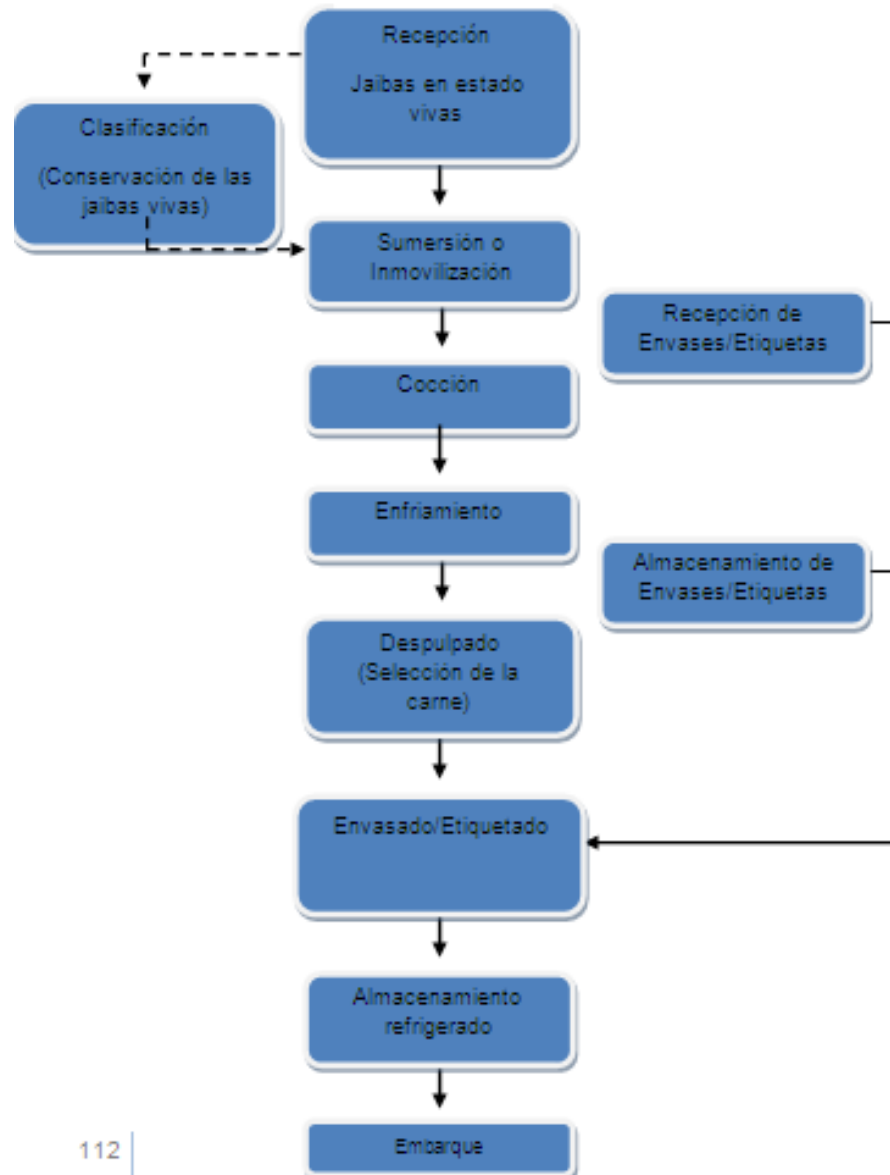 Recepción
Jaibas en estado
vivas
Clasificación
(Conservación de las
jaibas vivas)
Sumersión o
Inmovilización
Recepción de
Envases/Etiquetas
Cocción
Enfriamiento
Almacenamiento de
Envases/Etiquetas
Despulpado
(Selección de la
carne)
Envasado/Etiquetado
Almacenamiento
refrigerado
Embarque
112